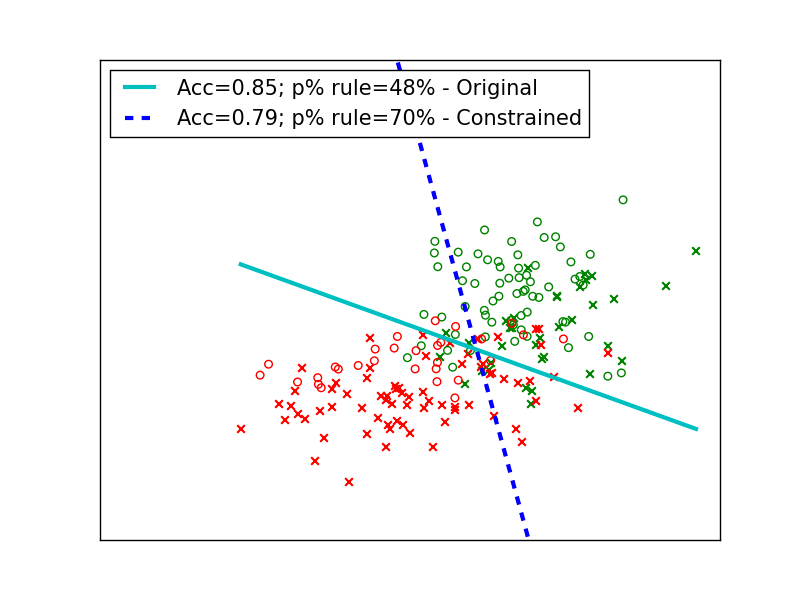 Acc=0.85; p% rule=48% - Original
Acc=0.79; p% rule=70% - Constrained